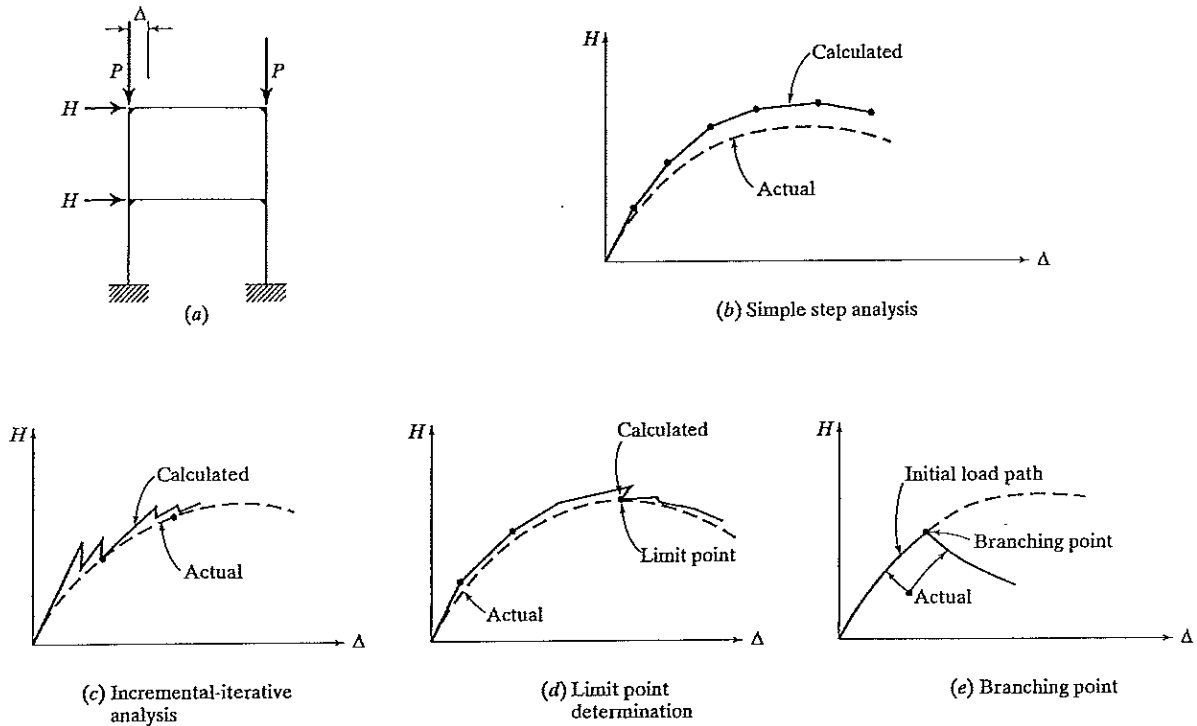 Δ
P
P
H
H
(a)
H
Calculated
Actual
Δ
(b) Simple step analysis
H
Calculated
Actual
Δ
(c) Incremental-iterative
analysis
H
Calculated
Limit point
Actual
Δ
(d) Limit point
determination
H
Initial load path
Branching point
Actual
Δ
(e) Branching point